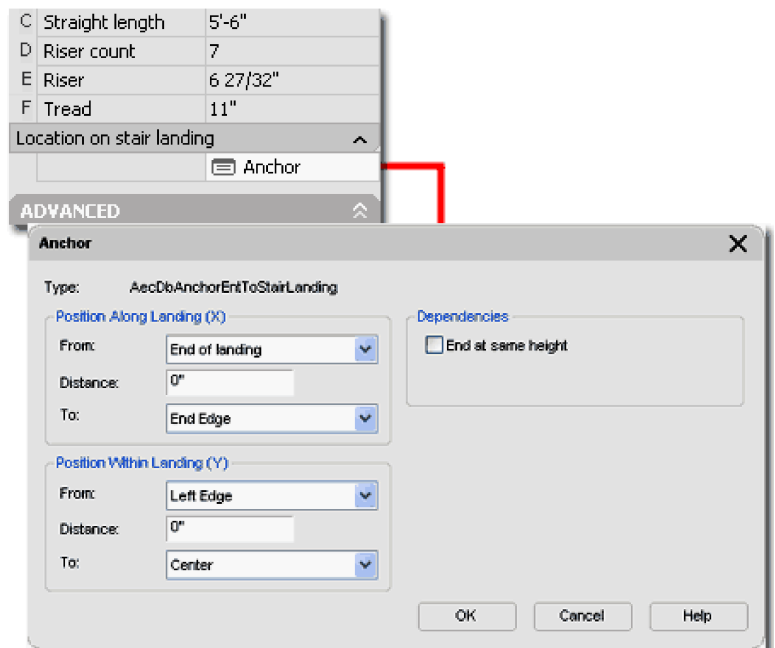 C Straight length 5'-6"
D Riser count 7
E Riser 6 27/32"
F Tread 11"
Location on stair landing
Anchor
ADVANCED
Anchor
Type: AecDbAnchorEntToStairLanding
Position Along Landing (X)
From: End of landing
Distance: 0"
To: End Edge
Dependencies
End at same height
Position Within Landing (Y)
From: Left Edge
Distance: 0"
To: Center
OK Cancel Help